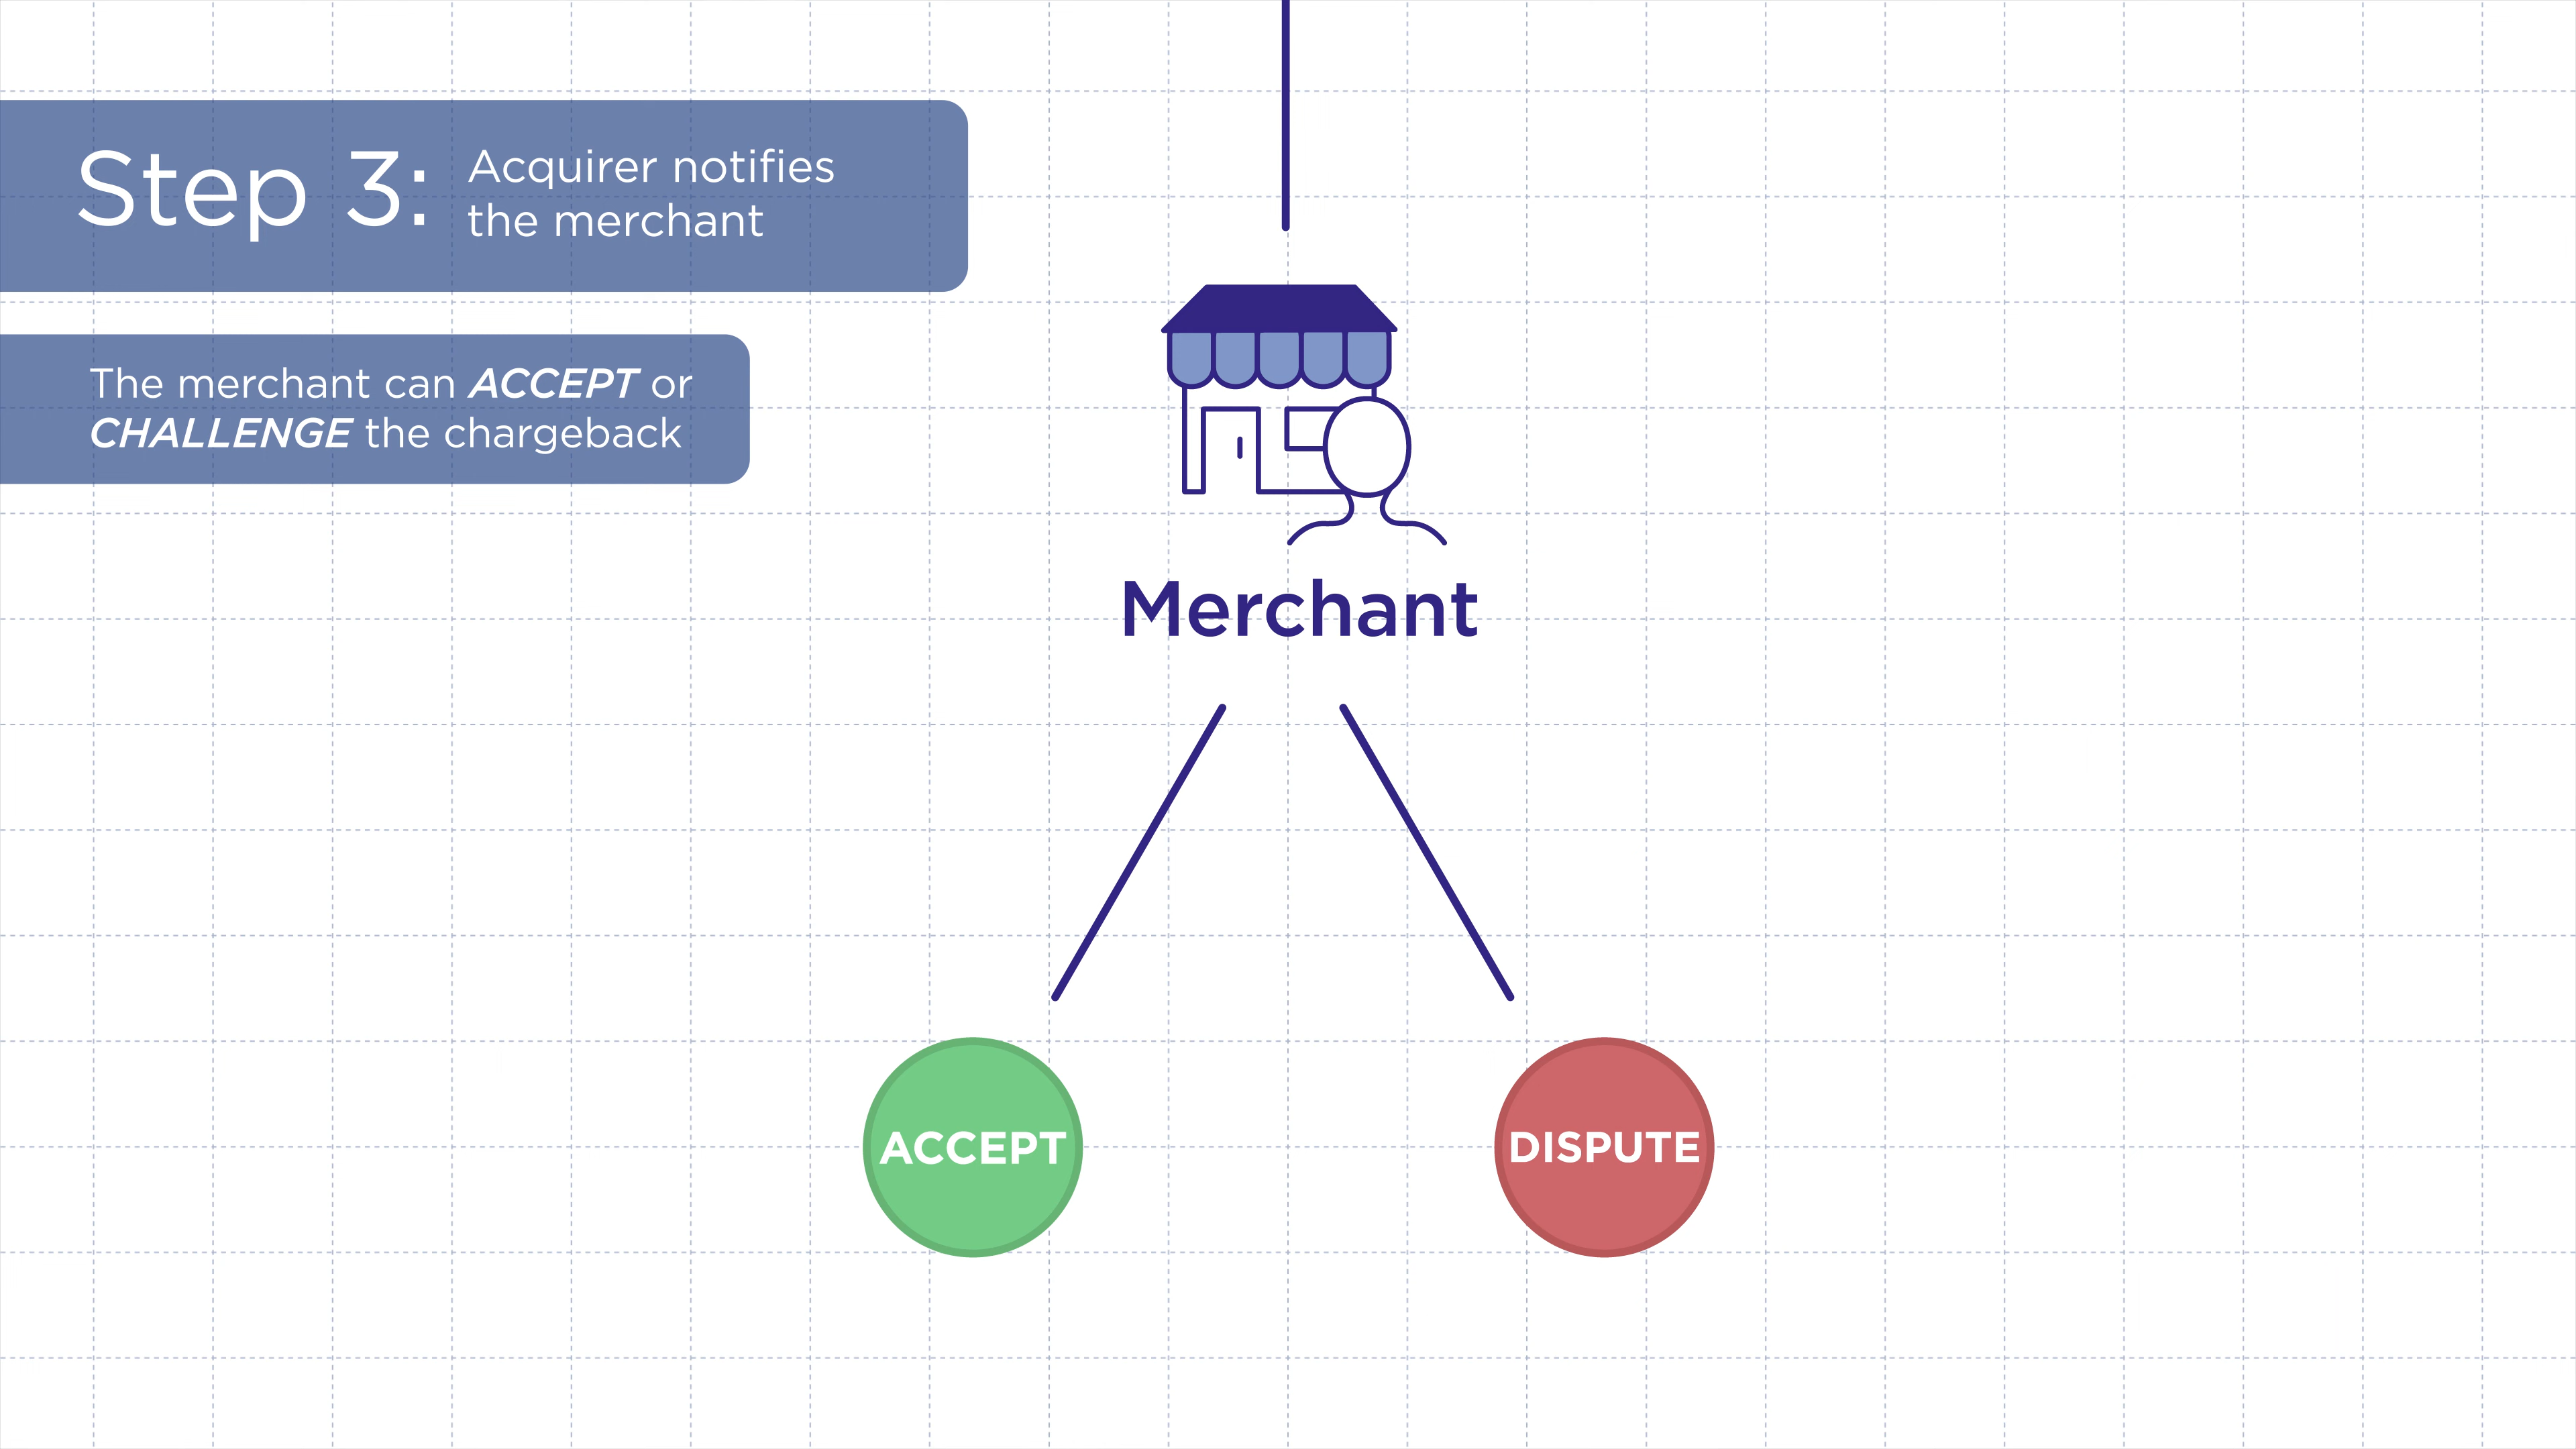 Step 3:
Acquirer notifies
the merchant
The merchant can ACCEPT or
CHALLENGE the chargeback
Merchant
ACCEPT
DISPUTE